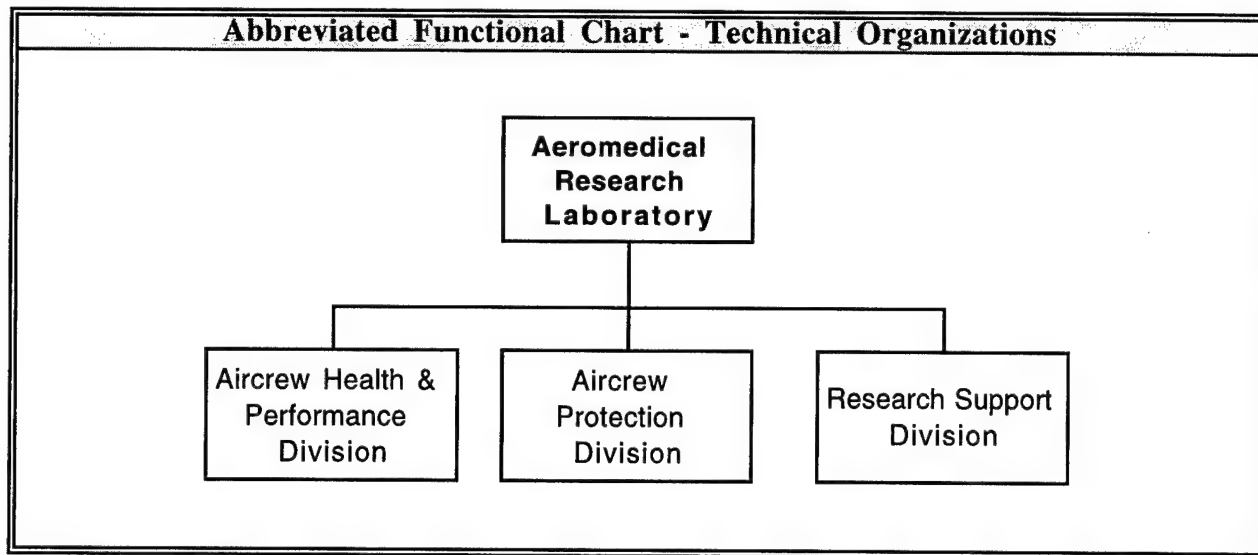 Abbreviated Functional Chart - Technical Organizations
Aeromedical
Research
Laboratory
Aircrew Health &
Performance
Division
Aircrew
Protection
Division
Research Support
Division